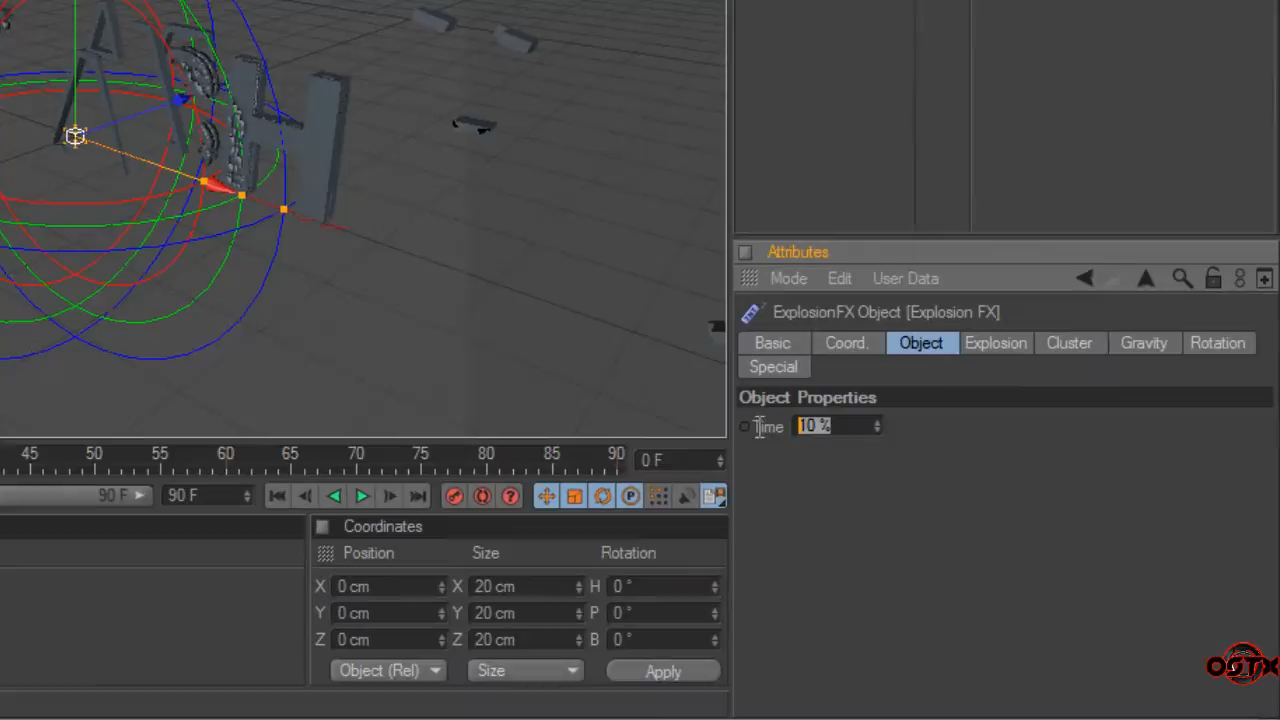 Attributes
Mode Edit User Data
ExplosionFX Object [Explosion FX]
Basic Coord. Object Explosion Cluster Gravity Rotation
Special
Object Properties
Time 10 %
45 50 55 60 65 70 75 80 85 90 0 F
90 F 90 F
Coordinates
Position Size Rotation
X 0 cm X 20 cm H 0 °
Y 0 cm Y 20 cm P 0 °
Z 0 cm Z 20 cm B 0 °
Object (Rel) Size Apply
OSTX